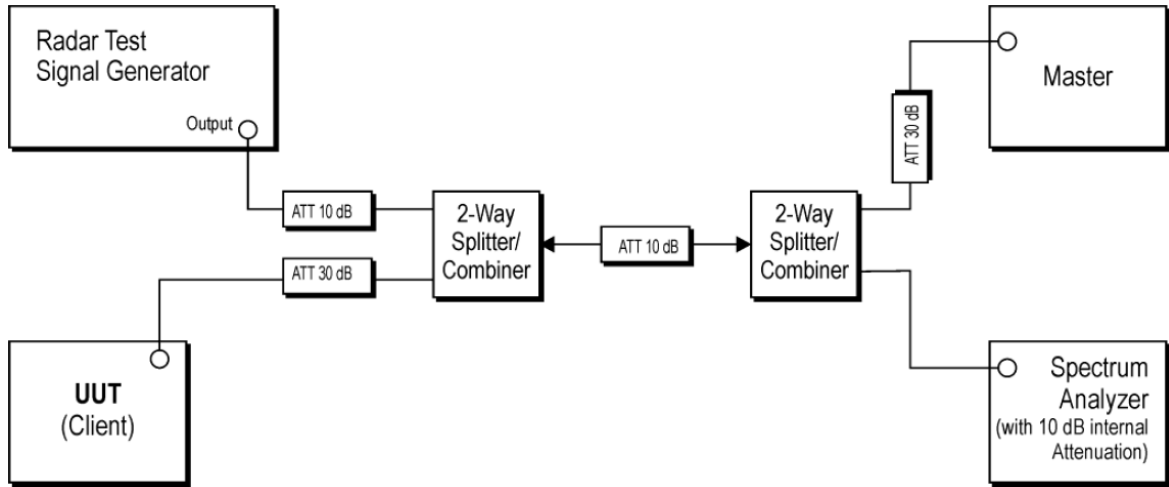 Radar Test
Signal Generator
Output
ATT 10 dB
ATT 30 dB
UUT
(Client)
2-Way
Splitter/
Combiner
ATT 10 dB
2-Way
Splitter/
Combiner
ATT 30 dB
Master
Spectrum
Analyzer
(with 10 dB internal
Attenuation)